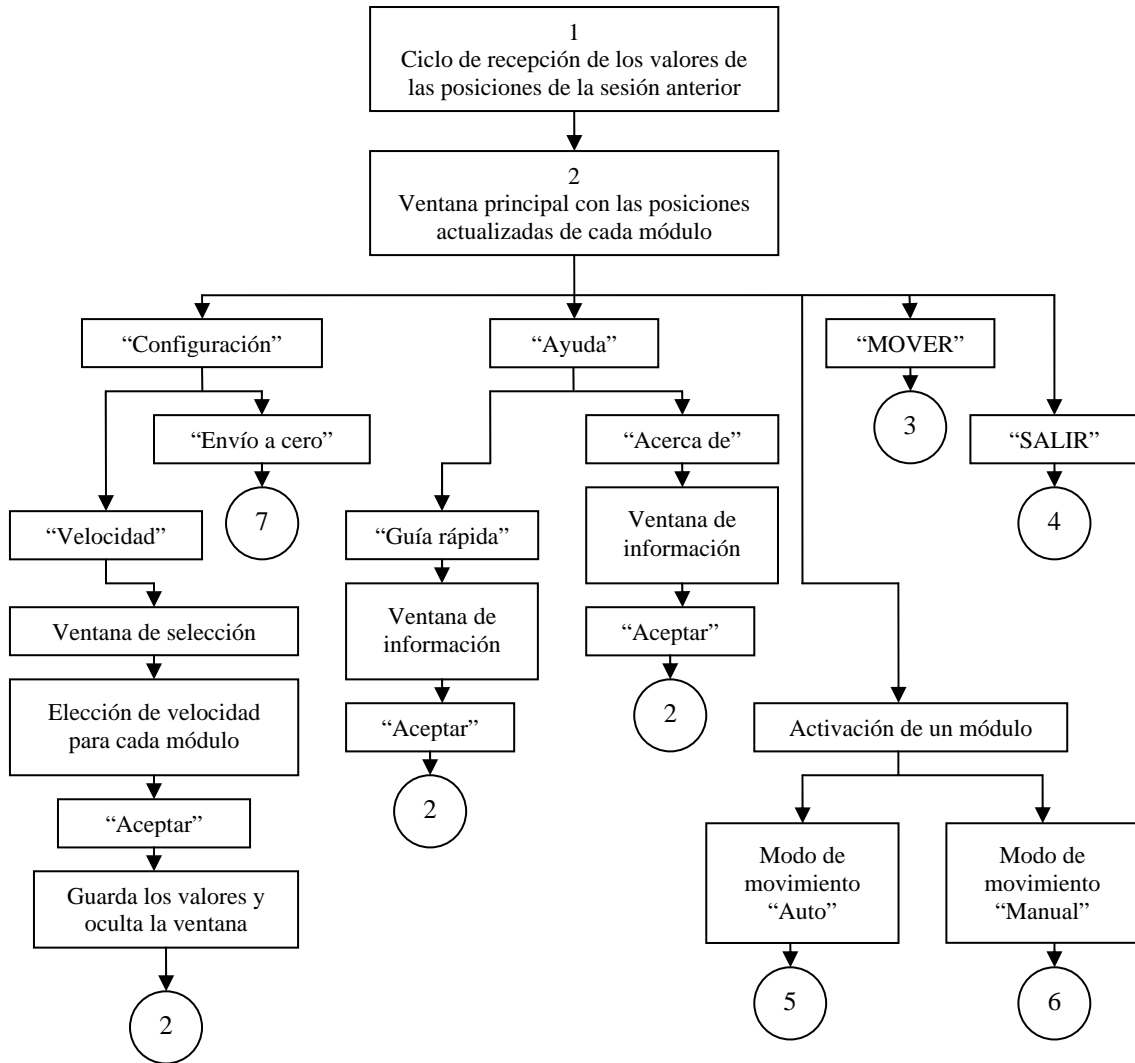 1
Ciclo de recepción de los valores de
las posiciones de la sesión anterior
2
Ventana principal con las posiciones
actualizadas de cada módulo
“Configuración”
“Ayuda”
“MOVER”
“Envío a cero”
“Acerca de”
3
“SALIR”
“Velocidad”
7
“Guía rápida”
Ventana de
información
4
Ventana de selección
Ventana de
información
“Aceptar”
Elección de velocidad
para cada módulo
“Aceptar”
2
Activación de un módulo
“Aceptar”
2
Modo de
movimiento
“Auto”
Modo de
movimiento
“Manual”
Guarda los valores y
oculta la ventana
2
5
6